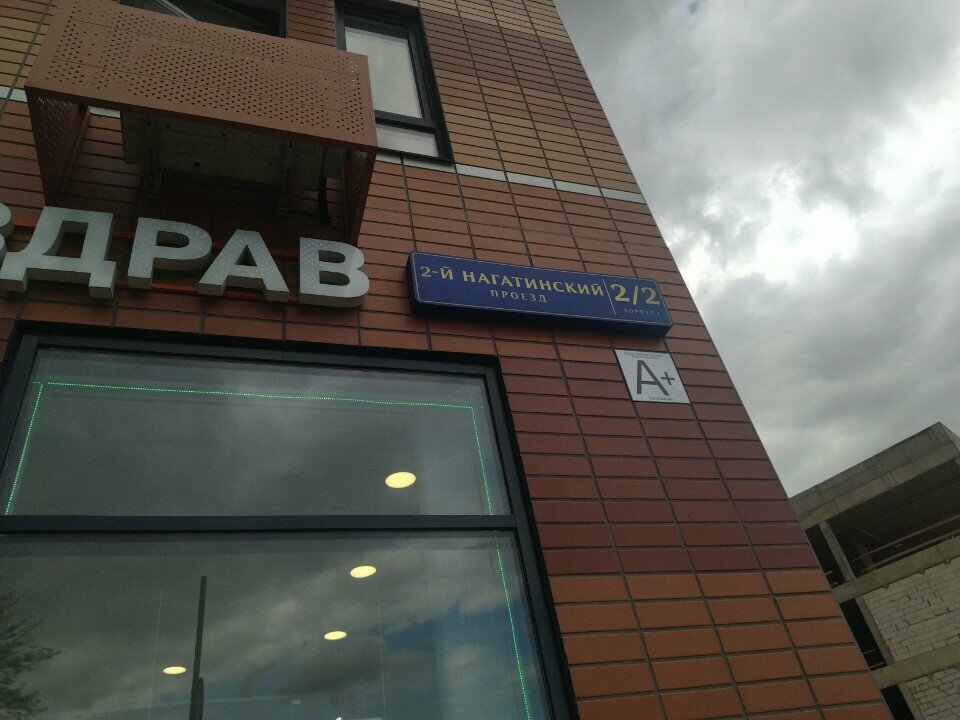 ЗДРАВ
2-Й НАГАТИНСКИЙ
ПРОЕЗД
2/2
КОРПУС 1
A+